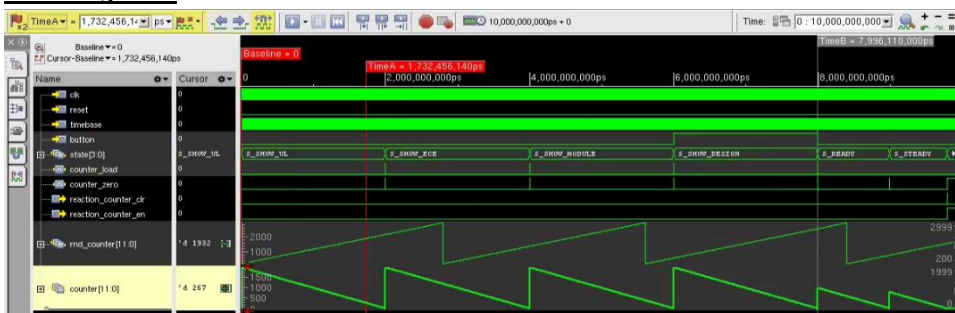 TimeA = 1,732,456,14 ps
10,000,000,000ps + 0
Time: 0 : 10,000,000,000
Baseline = 0
Cursor-Baseline = 1,732,456,140ps
Baseline = 0
TimeA = 1,732,456,140ps
TimeB = 7,396,110,000ps
Name Cursor 0 2,000,000,000ps 4,000,000,000ps 6,000,000,000ps 8,000,000,000ps
clk 0
reset 0
timebase 0
button 0
state[3:0] S_SHOW_VL S_SHOW_VL S_SHOW_ECE S_SHOW_MODULE S_SHOW_DESIGN S_READY S_STEADY
counter_load 0
counter_zero 0
reaction_counter_clr 0
reaction_counter_en 0
rnd_counter[11:0] 'd 1932 2000 1000 2999 200
counter[11:0] 'd 267 1500 1000 500 1999 0